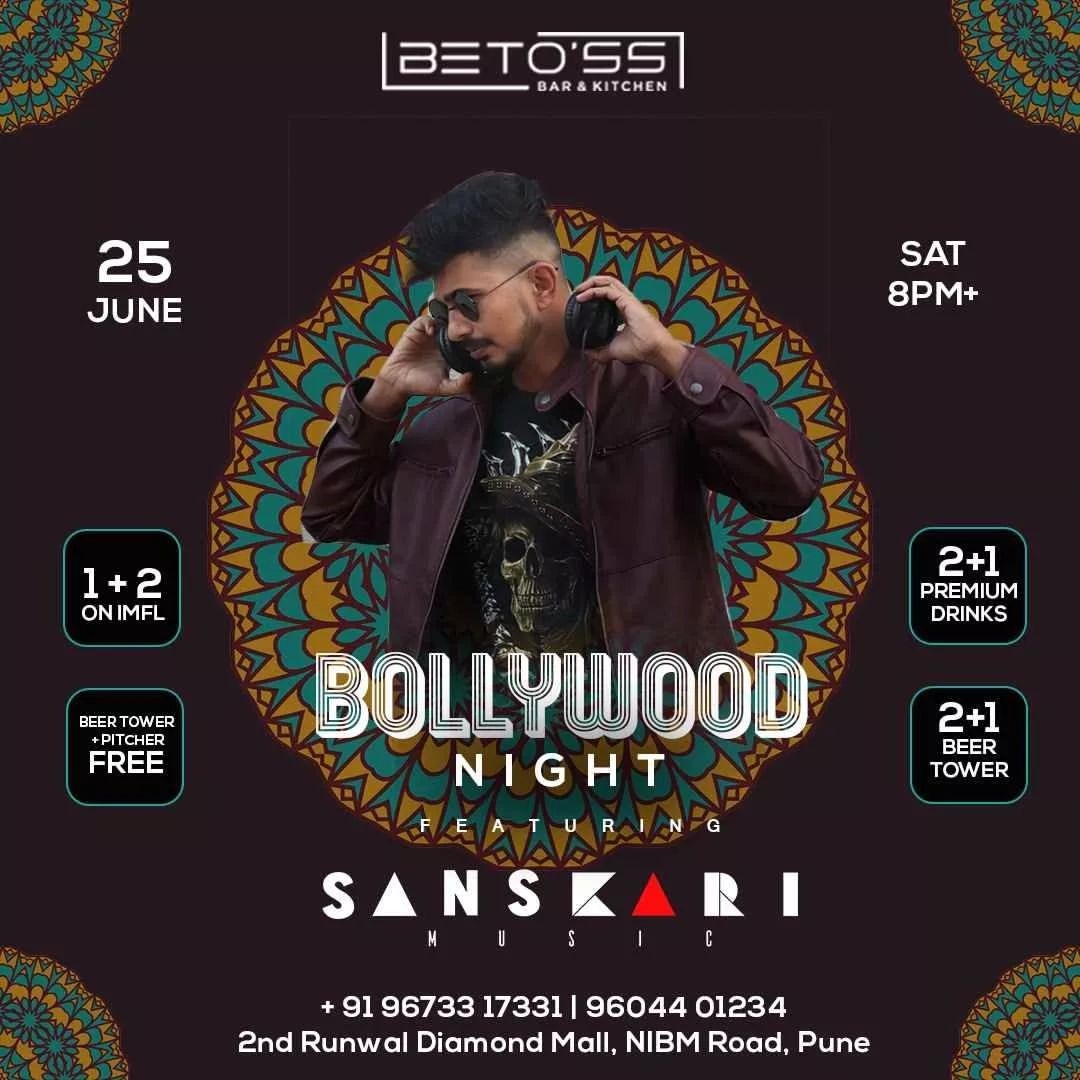 BETO'SS
BAR & KITCHEN
25
JUNE
SAT
8PM+
1 + 2
ON IMFL
2+1
PREMIUM
DRINKS
BEER TOWER
+ PITCHER
FREE
2+1
BEER
TOWER
BOLLYWOOD
NIGHT
FEATURING
SANSKARI
MUSIC
+ 91 96733 17331 | 96044 01234
2nd Runwal Diamond Mall, NIBM Road, Pune